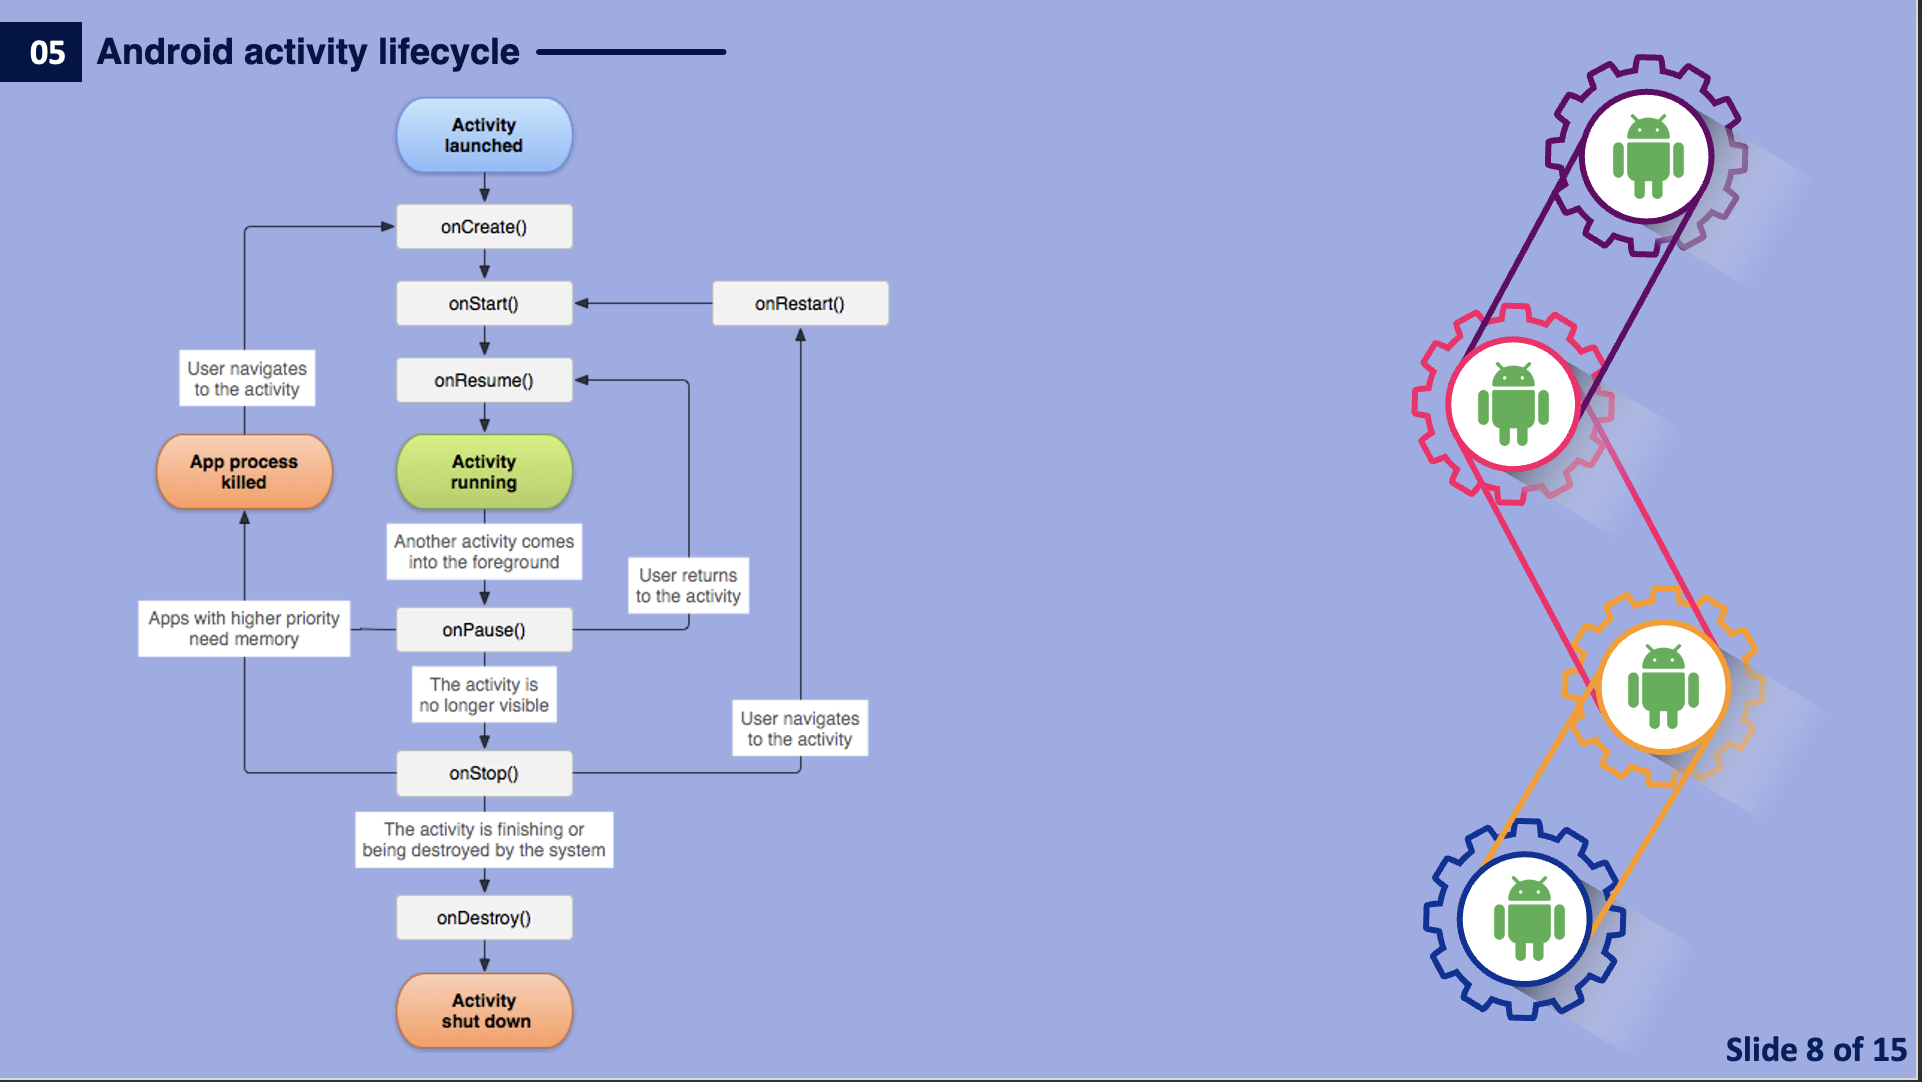 05 Android activity lifecycle
Activity
launched
onCreate()
onStart()
onRestart()
User navigates
to the activity
onResume()
App process
killed
Activity
running
Another activity comes
into the foreground
User returns
to the activity
Apps with higher priority
need memory
onPause()
The activity is
no longer visible
User navigates
to the activity
onStop()
The activity is finishing or
being destroyed by the system
onDestroy()
Activity
shut down
Slide 8 of 15